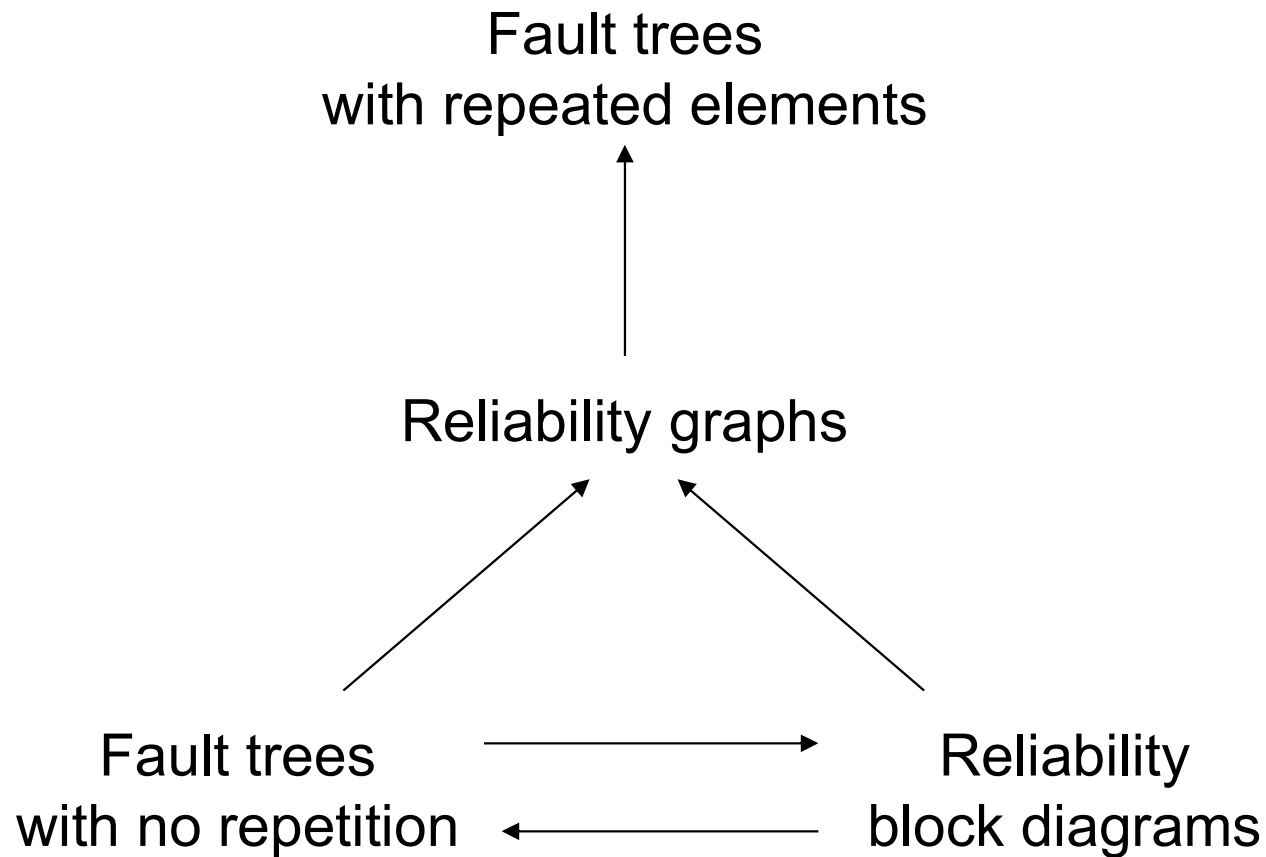 Fault trees
with repeated elements
Reliability graphs
Fault trees
with no repetition
Reliability
block diagrams